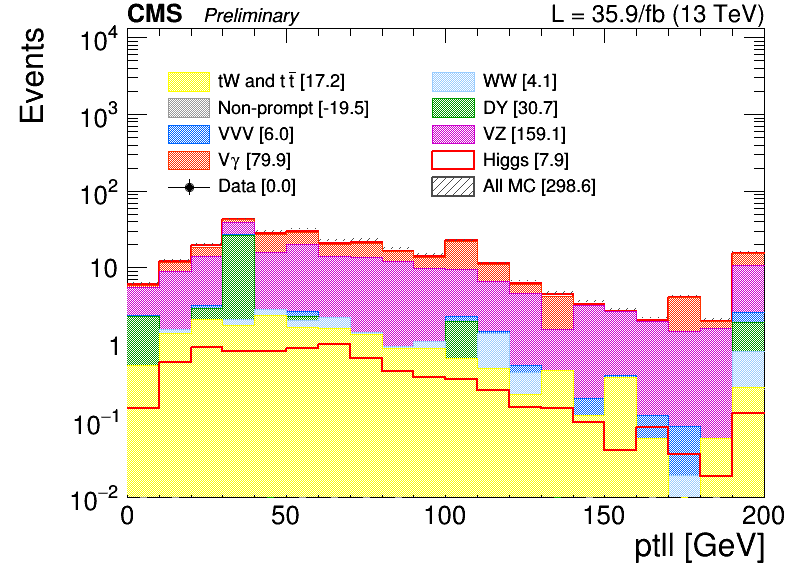 CMS Preliminary L = 35.9/fb (13 TeV)
Events
10⁴
10³
10²
10
1
10⁻¹
10⁻²
tW and tt̅ [17.2] WW [4.1]
Non-prompt [-19.5] DY [30.7]
VVV [6.0] VZ [159.1]
Vγ [79.9] Higgs [7.9]
Data [0.0] All MC [298.6]
0 50 100 150 200
ptll [GeV]